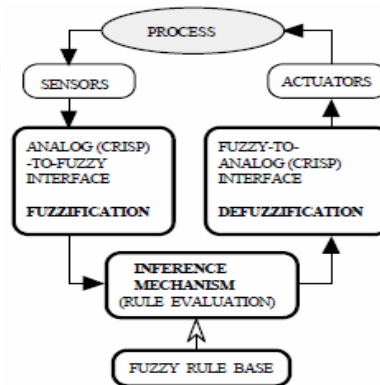 PROCESS
SENSORS
ACTUATORS
ANALOG (CRISP)
-TO-FUZZY
INTERFACE
FUZZIFICATION
FUZZY-TO-
ANALOG (CRISP)
INTERFACE
DEFUZZIFICATION
INFERENCE
MECHANISM
(RULE EVALUATION)
FUZZY RULE BASE